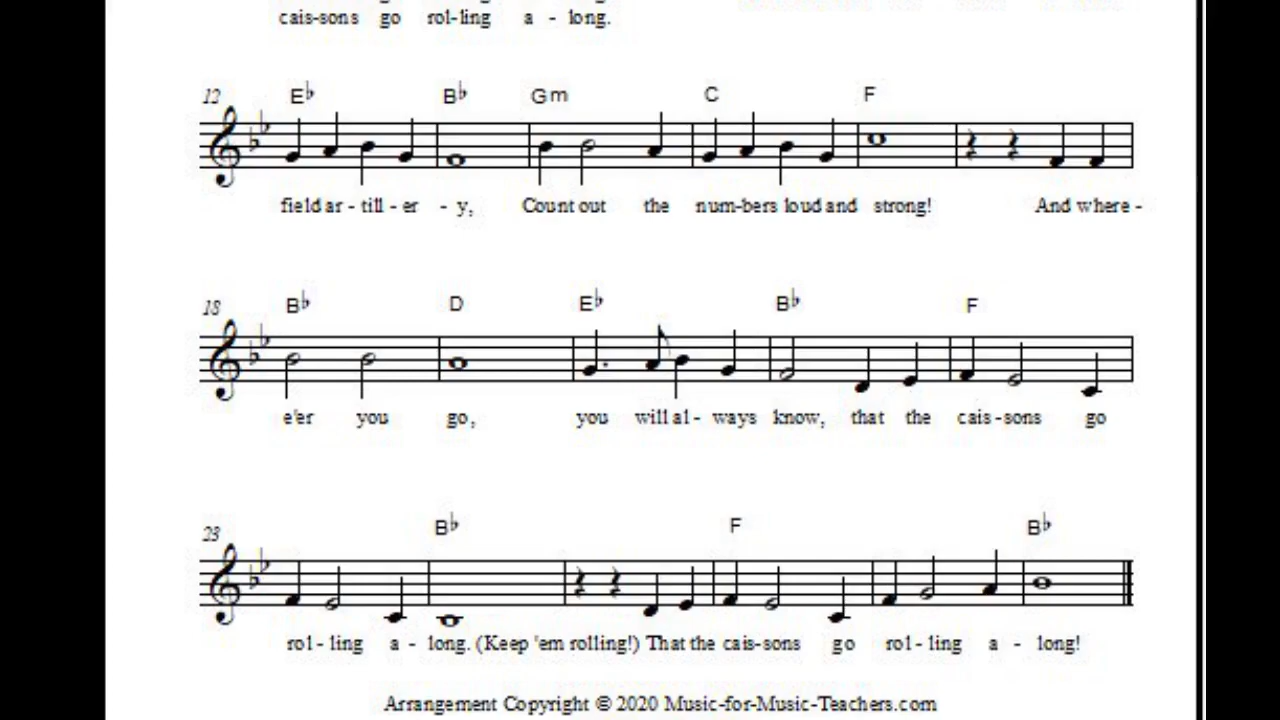 cais-sons go rol-ling a - long.
12 E♭ B♭ Gm C F
field ar - till - er - y, Count out the num-bers loud and strong! And where -
18 B♭ D E♭ B♭ F
e'er you go, you will al - ways know, that the cais - sons go
23 B♭ F B♭
rol - ling a - long. (Keep 'em rolling!) That the cais-sons go rol - ling a - long!
Arrangement Copyright © 2020 Music-for-Music-Teachers.com